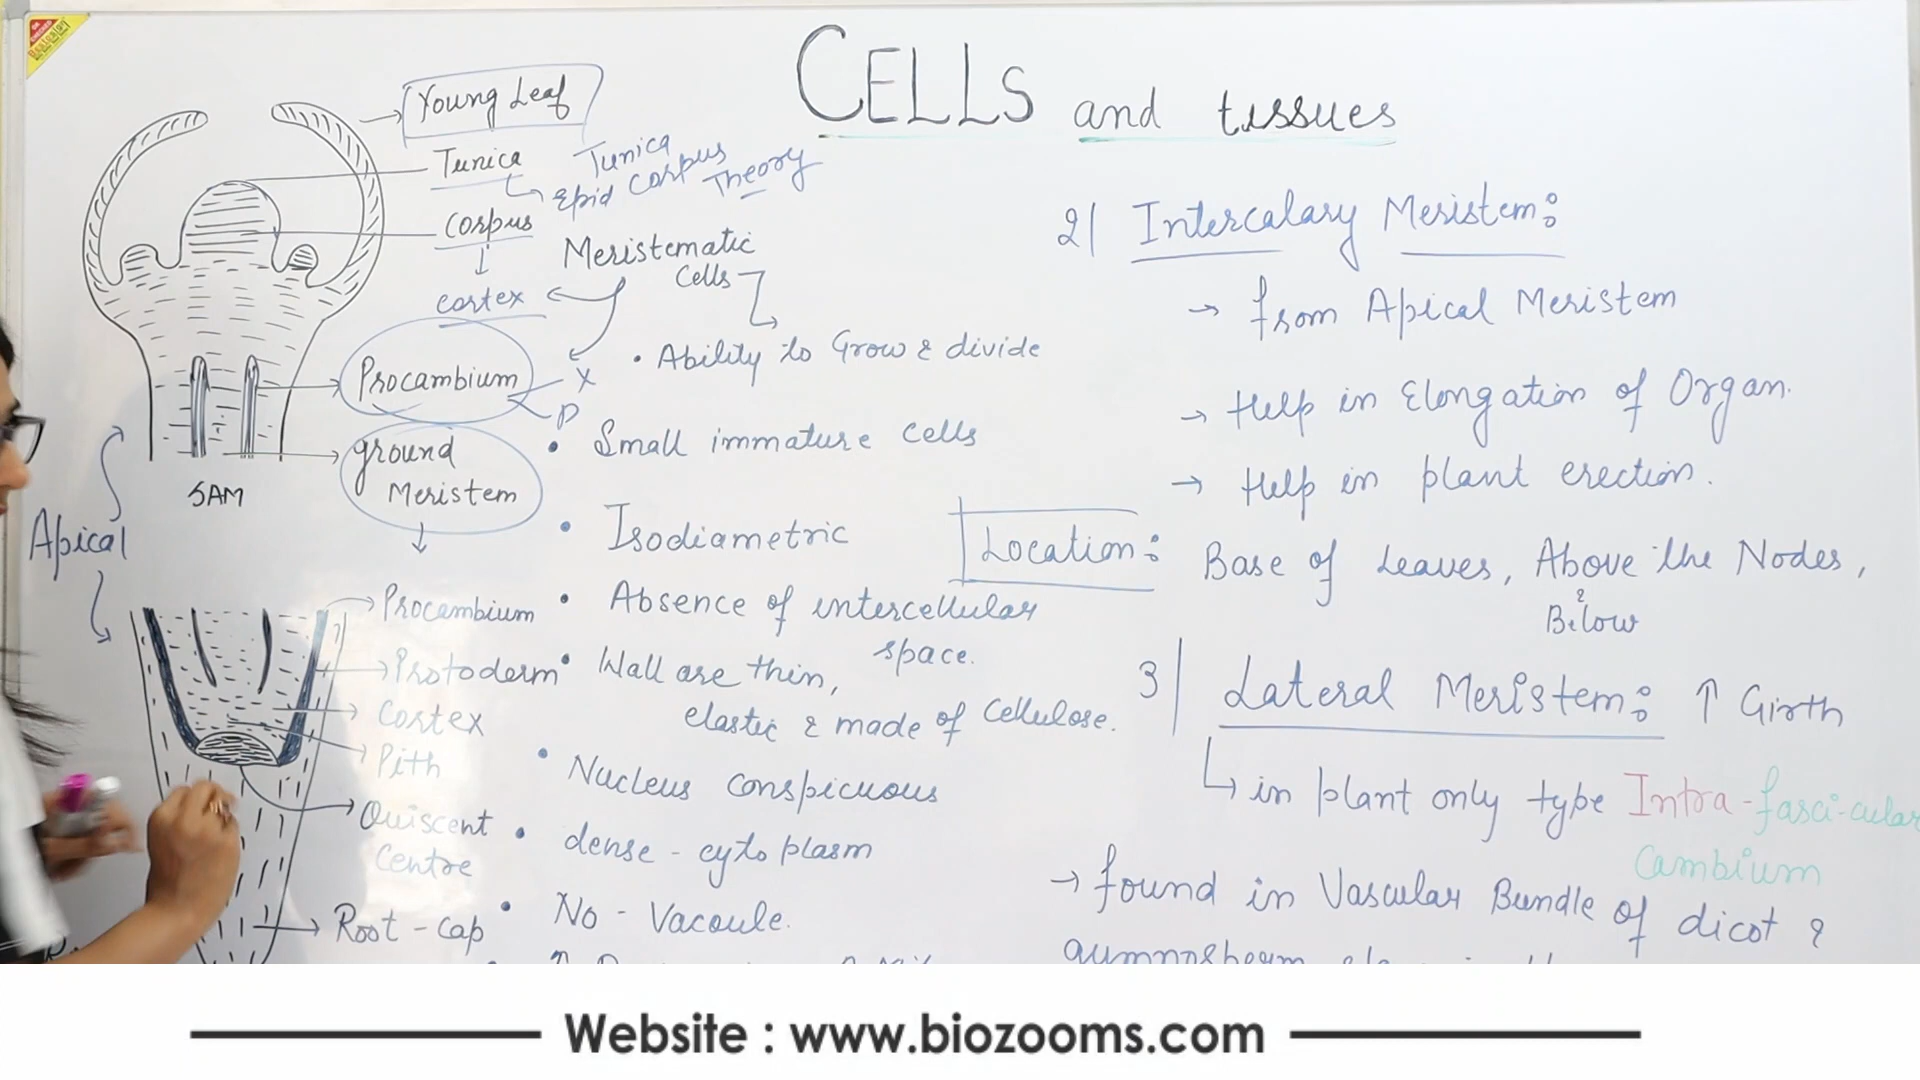 CELLS and tissues
Young Leaf
Tunica
Tunica
Epid Corpus
Theory
Corpus
cortex
Meristematic
Cells
Procambium
X
P
ground
Meristem
SAM
Apical
Procambium
Protoderm
Cortex
Pith
Quiscent
Centre
Root - cap
• Ability to Grow & divide
• Small immature cells
• Isodiametric
• Absence of intercellular
space.
• Wall are thin,
elastic & made of Cellulose.
• Nucleus conspicuous
• dense - cytoplasm
• No - Vacoule.
2| Intercalary Meristem:
→ from Apical Meristem
→ Help in Elongation of Organ.
→ Help in plant erection.
Location: Base of Leaves, Above the Nodes,
&
Below
3| Lateral Meristem: ↑ Girth
in plant only type Intra-fasci-cular
Cambium
→ found in Vascular Bundle of dicot &
Website : www.biozooms.com